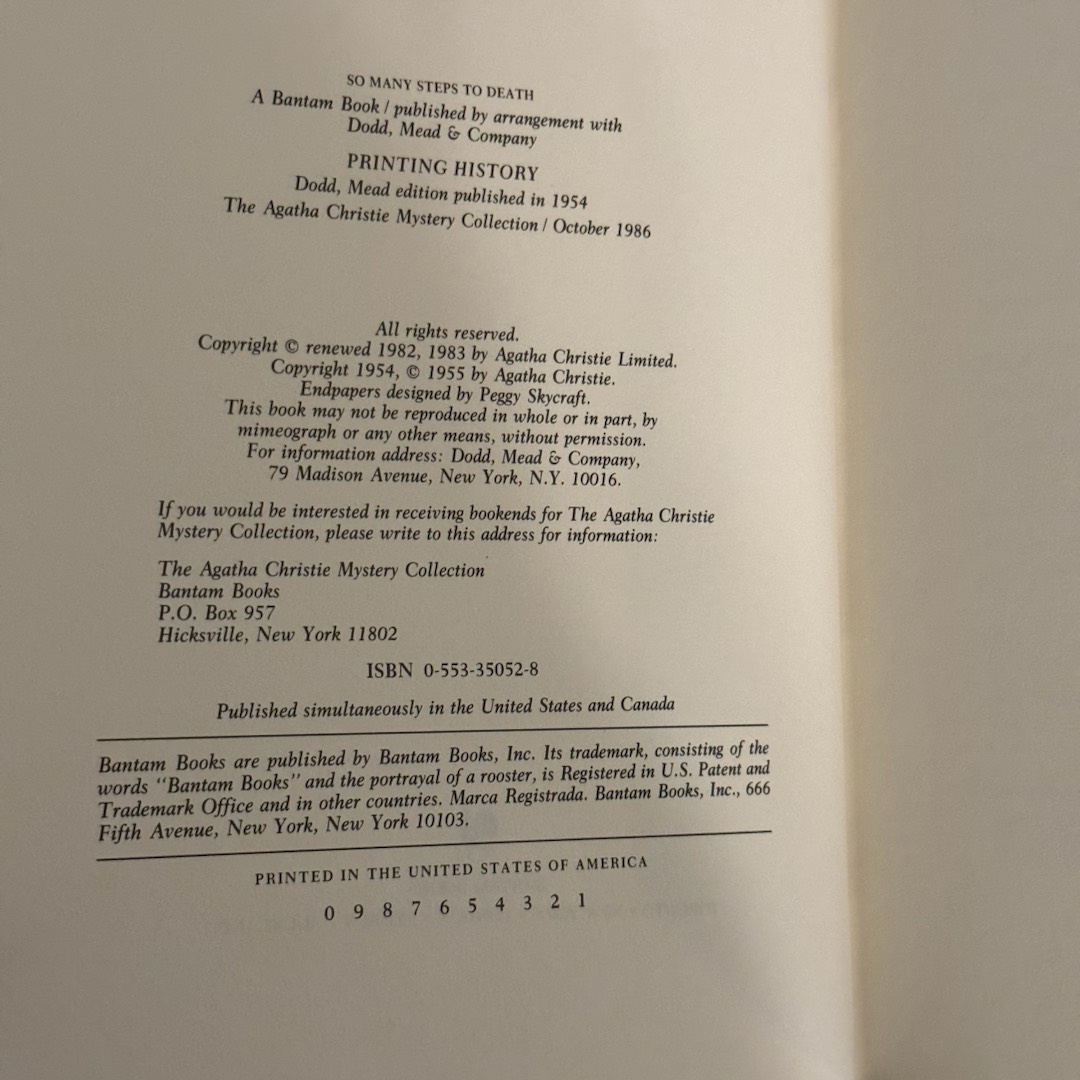 SO MANY STEPS TO DEATH
A Bantam Book / published by arrangement with
Dodd, Mead & Company
PRINTING HISTORY
Dodd, Mead edition published in 1954
The Agatha Christie Mystery Collection / October 1986
All rights reserved.
Copyright © renewed 1982, 1983 by Agatha Christie Limited.
Copyright 1954, © 1955 by Agatha Christie.
Endpapers designed by Peggy Skycraft.
This book may not be reproduced in whole or in part, by
mimeograph or any other means, without permission.
For information address: Dodd, Mead & Company,
79 Madison Avenue, New York, N.Y. 10016.
If you would be interested in receiving bookends for The Agatha Christie
Mystery Collection, please write to this address for information:
The Agatha Christie Mystery Collection
Bantam Books
P.O. Box 957
Hicksville, New York 11802
ISBN 0-553-35052-8
Published simultaneously in the United States and Canada
Bantam Books are published by Bantam Books, Inc. Its trademark, consisting of the
words "Bantam Books" and the portrayal of a rooster, is Registered in U.S. Patent and
Trademark Office and in other countries. Marca Registrada. Bantam Books, Inc., 666
Fifth Avenue, New York, New York 10103.
PRINTED IN THE UNITED STATES OF AMERICA
0 9 8 7 6 5 4 3 2 1